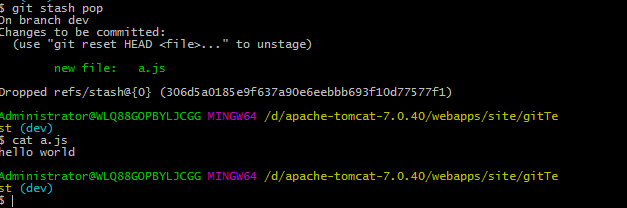 $ git stash pop
On branch dev
Changes to be committed:
  (use "git reset HEAD <file>..." to unstage)
        new file:   a.js
Dropped refs/stash@{0} (306d5a0185e9f637a90e6eebbb693f10d77577f1)
Administrator@WLQ88GOPBYLJCGG MINGW64 /d/apache-tomcat-7.0.40/webapps/site/gitTe
st (dev)
$ cat a.js
hello world
Administrator@WLQ88GOPBYLJCGG MINGW64 /d/apache-tomcat-7.0.40/webapps/site/gitTe
st (dev)
$